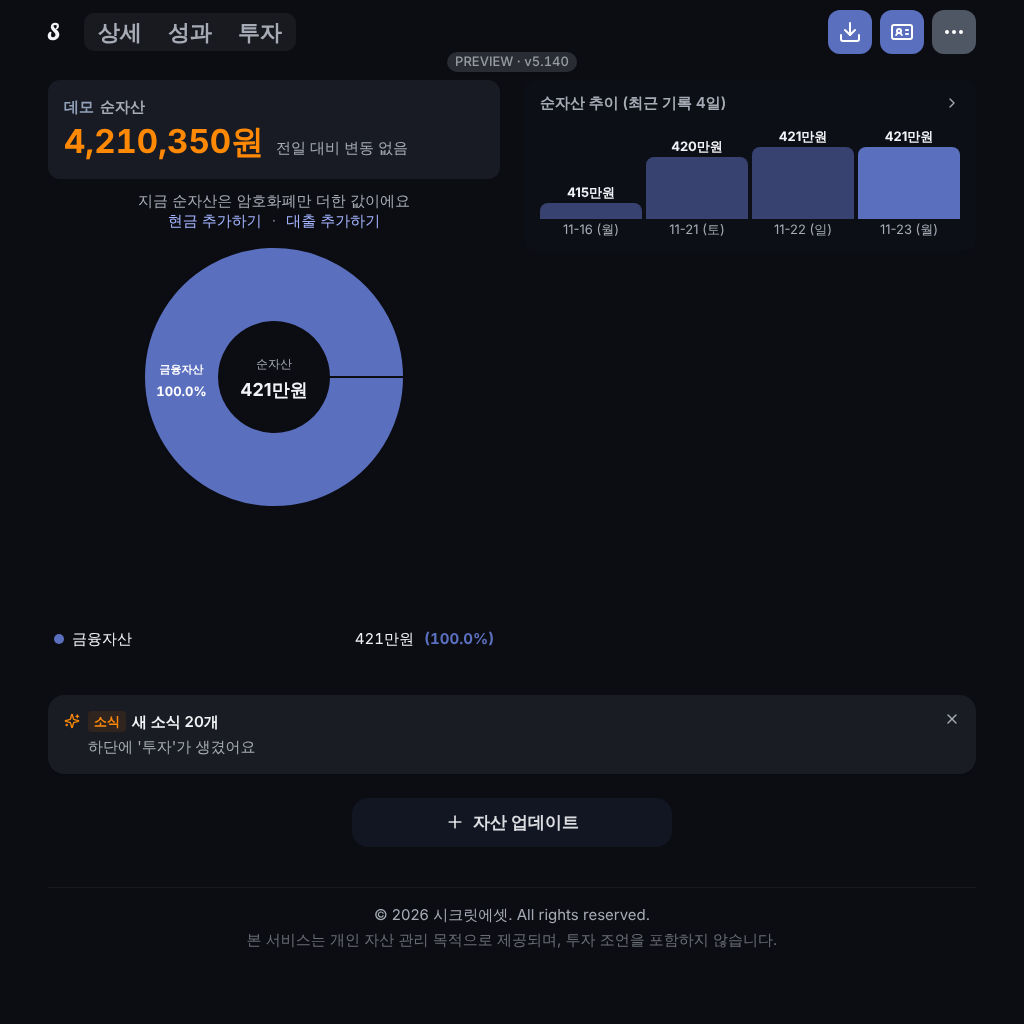 상세 성과 투자
PREVIEW · v5.140
데모 순자산
4,210,350원 전일 대비 변동 없음
지금 순자산은 암호화폐만 더한 값이에요
현금 추가하기 · 대출 추가하기
순자산
421만원
금융자산
100.0%
금융자산 421만원 (100.0%)
순자산 추이 (최근 기록 4일)
415만원 420만원 421만원 421만원
11-16 (월) 11-21 (토) 11-22 (일) 11-23 (월)
소식 새 소식 20개
하단에 '투자'가 생겼어요
자산 업데이트
© 2026 시크릿에셋. All rights reserved.
본 서비스는 개인 자산 관리 목적으로 제공되며, 투자 조언을 포함하지 않습니다.